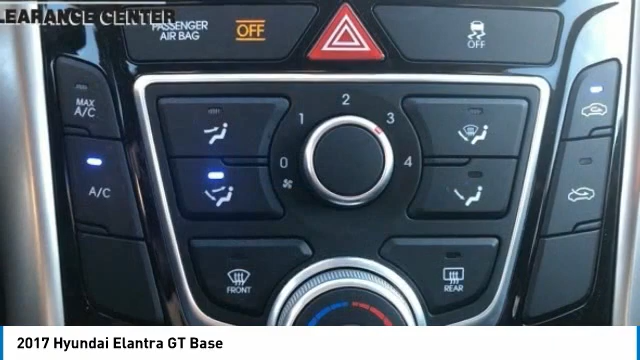 LEARANCE CENTER
PASSENGER
AIR BAG
OFF
OFF
MAX
A/C
A/C
0 1 2 3 4
FRONT
REAR
2017 Hyundai Elantra GT Base